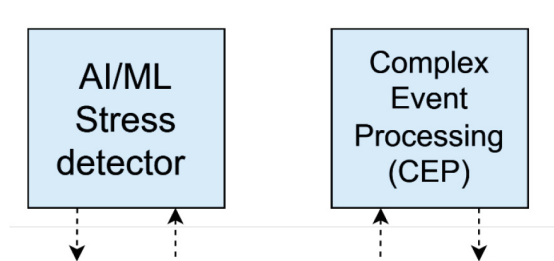 AI/ML
Stress
detector
Complex
Event
Processing
(CEP)